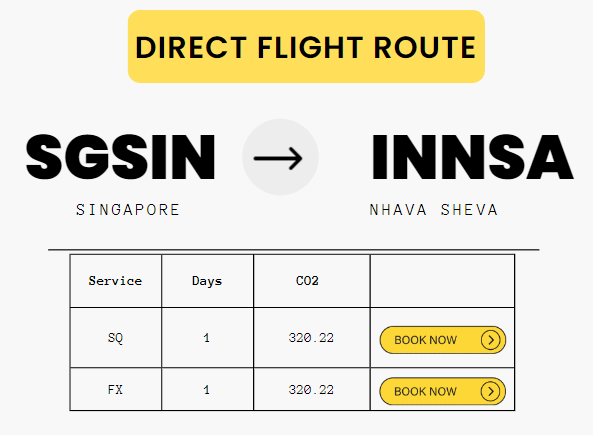 DIRECT FLIGHT ROUTE
SGSIN INNSA
SINGAPORE NHAVA SHEVA
Service Days CO2
SQ 1 320.22 BOOK NOW
FX 1 320.22 BOOK NOW